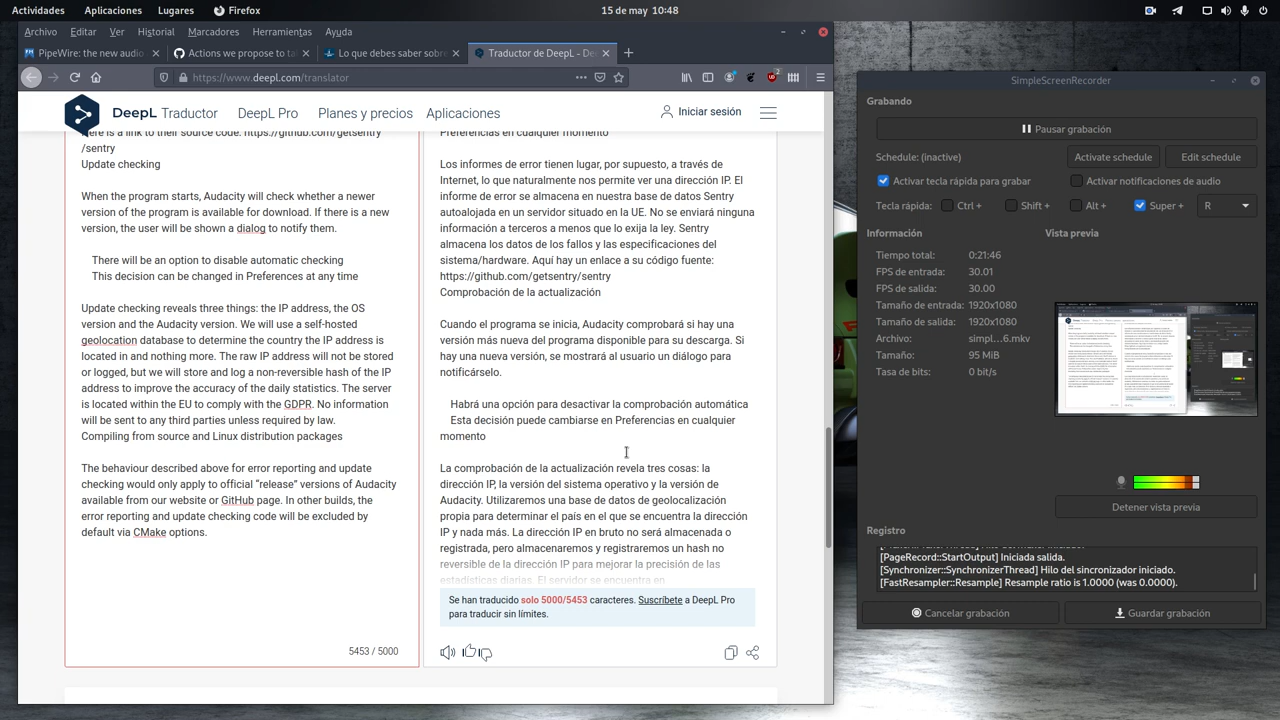 Actividades
Aplicaciones
Lugares
Firefox
15 de may 10:48
Archivo Editar Ver Historial Marcadores Herramientas Ayuda
PipeWire: the new audio
Actions we propose to ta
Lo que debes saber sobre
Traductor de DeepL - De
https://www.deepl.com/translator
DeepL Traductor
DeepL Pro
Planes y precios
Aplicaciones
Iniciar sesión
Here is a link to their source code: https://github.com/getsentry
/sentry
Update checking
When the program starts, Audacity will check whether a newer
version of the program is available for download. If there is a new
version, the user will be shown a dialog to notify them.
There will be an option to disable automatic checking
This decision can be changed in Preferences at any time
Update checking reveals three things: the IP address, the OS
version and the Audacity version. We will use a self-hosted
geolocation database to determine the country the IP address is
located in and nothing more. The raw IP address will not be stored
or logged, but we will store and log a non-reversible hash of the IP
address to improve the accuracy of the daily statistics. The server
is located within the EU to comply with the GDPR. No information
will be sent to any third parties unless required by law.
Compiling from source and Linux distribution packages
The behaviour described above for error reporting and update
checking would only apply to official “release” versions of Audacity
available from our website or GitHub page. In other builds, the
error reporting and update checking code will be excluded by
default via CMake options.
5453 / 5000
Preferencias en cualquier momento
Los informes de error tienen lugar, por supuesto, a través de
Internet, lo que naturalmente nos permite ver una dirección IP. El
informe de error se almacena en nuestra base de datos Sentry
autoalojada en un servidor situado en la UE. No se enviará ninguna
información a terceros a menos que lo exija la ley. Sentry
almacena los datos de los fallos y las especificaciones del
sistema/hardware. Aquí hay un enlace a su código fuente:
https://github.com/getsentry/sentry
Comprobación de la actualización
Cuando el programa se inicia, Audacity comprobará si hay una
versión más nueva del programa disponible para su descarga. Si
hay una nueva versión, se mostrará al usuario un diálogo para
notificárselo.
Habrá una opción para desactivar la comprobación automática
Esta decisión puede cambiarse en Preferencias en cualquier
momento
La comprobación de la actualización revela tres cosas: la
dirección IP, la versión del sistema operativo y la versión de
Audacity. Utilizaremos una base de datos de geolocalización
propia para determinar el país en el que se encuentra la dirección
IP y nada más. La dirección IP en bruto no será almacenada o
registrada, pero almacenaremos y registraremos un hash no
reversible de la dirección IP para mejorar la precisión de las
estadísticas diarias. El servidor se encuentra en
Se han traducido solo 5000/5453 caracteres. Suscríbete a DeepL Pro
para traducir sin límites.
SimpleScreenRecorder
Grabando
Pausar grabación
Schedule: (inactive)
Activate schedule
Edit schedule
Activar tecla rápida para grabar
Activar notificaciones de audio
Tecla rápida: Ctrl + Shift + Alt + Super + R
Información
Vista previa
Tiempo total: 0:21:46
FPS de entrada: 30.01
FPS de salida: 30.00
Tamaño de entrada: 1920x1080
Tamaño de salida: 1920x1080
Archivo: simpl...6.mkv
Tamaño: 95 MiB
Tasa de bits: 0 bit/s
Detener vista previa
Registro
[PageRecord::StartOutput] Iniciada salida.
[Synchronizer::SynchronizerThread] Hilo del sincronizador iniciado.
[FastResampler::Resample] Resample ratio is 1.0000 (was 0.0000).
Cancelar grabación
Guardar grabación